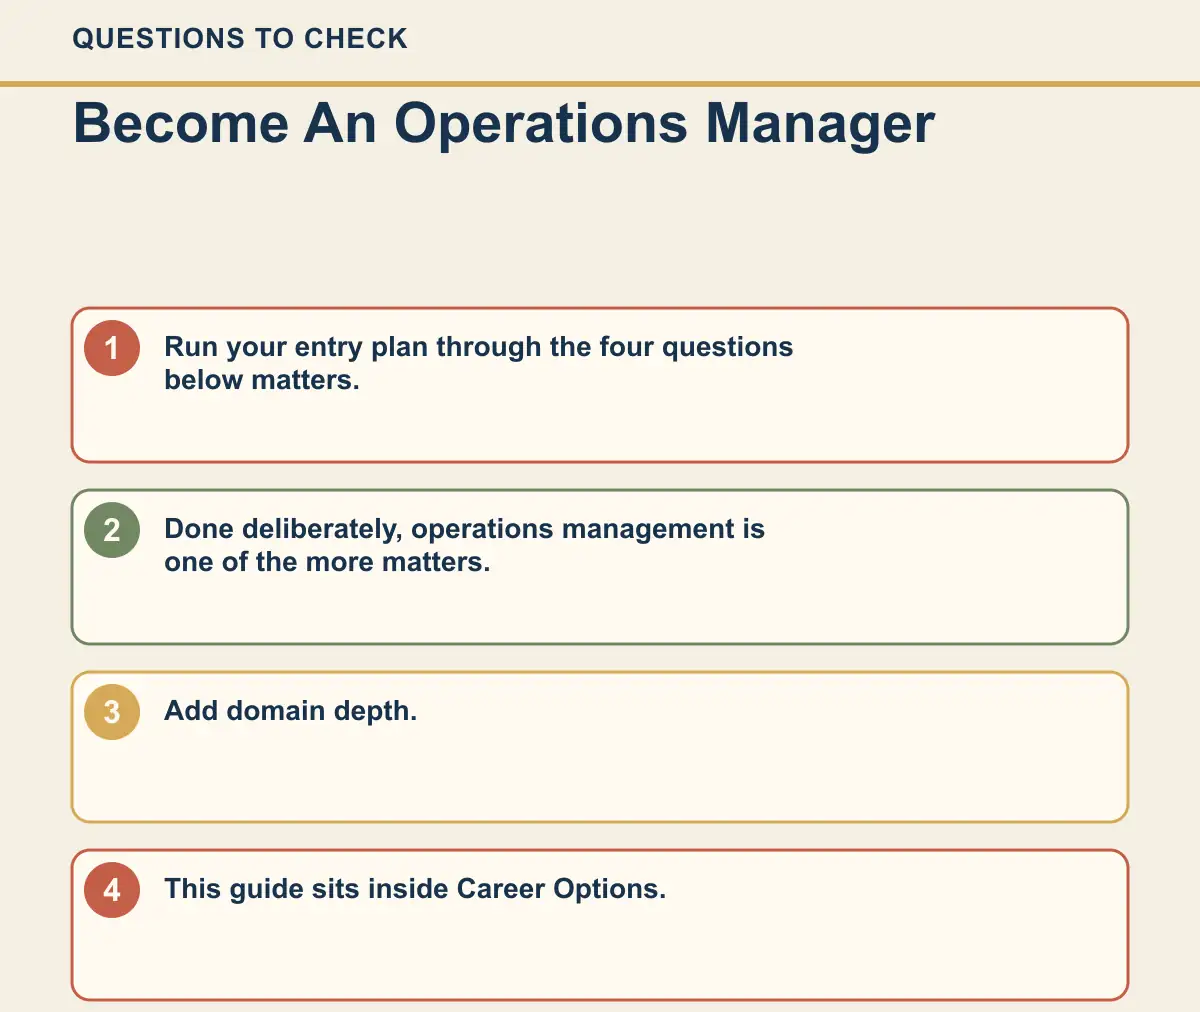 QUESTIONS TO CHECK
Become An Operations Manager
1
Run your entry plan through the four questions
below matters.
2
Done deliberately, operations management is
one of the more matters.
3
Add domain depth.
4
This guide sits inside Career Options.